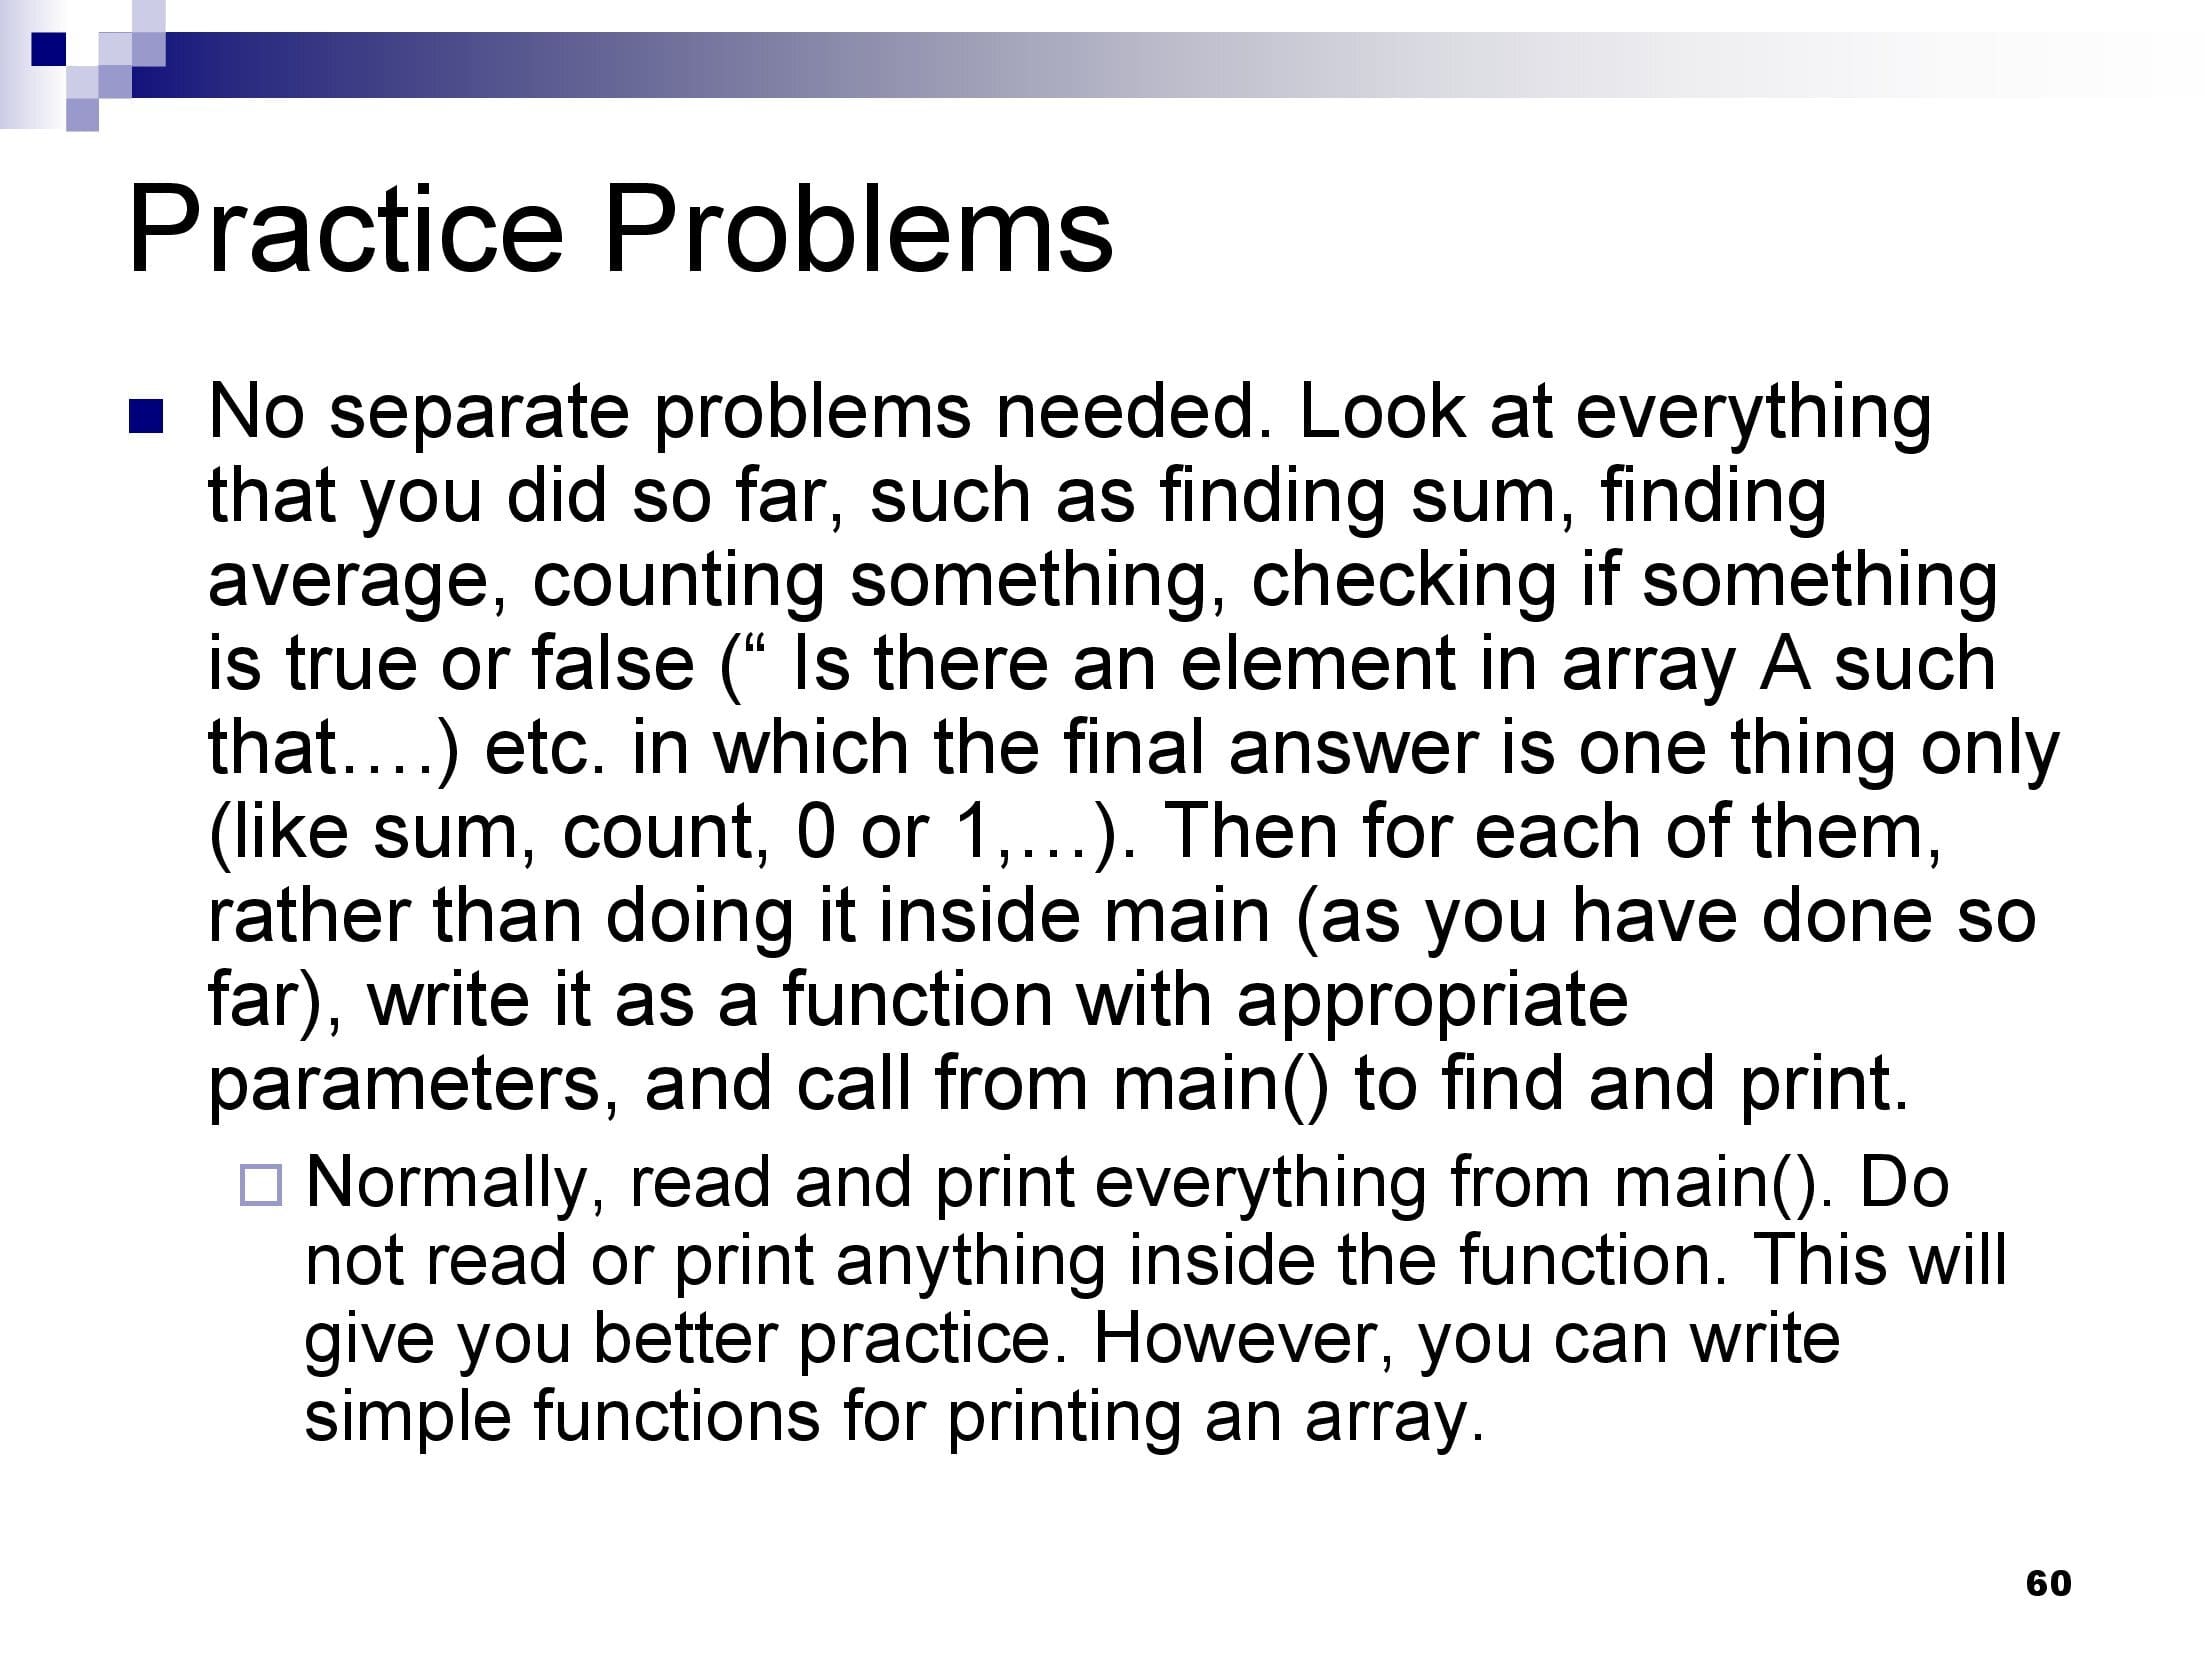 Practice Problems
No separate problems needed. Look at everything
that you did so far, such as finding sum, finding
average, counting something, checking if something
is true or false (“ Is there an element in array A such
that….) etc. in which the final answer is one thing only
(like sum, count, 0 or 1,…). Then for each of them,
rather than doing it inside main (as you have done so
far), write it as a function with appropriate
parameters, and call from main() to find and print.
Normally, read and print everything from main(). Do
not read or print anything inside the function. This will
give you better practice. However, you can write
simple functions for printing an array.
60